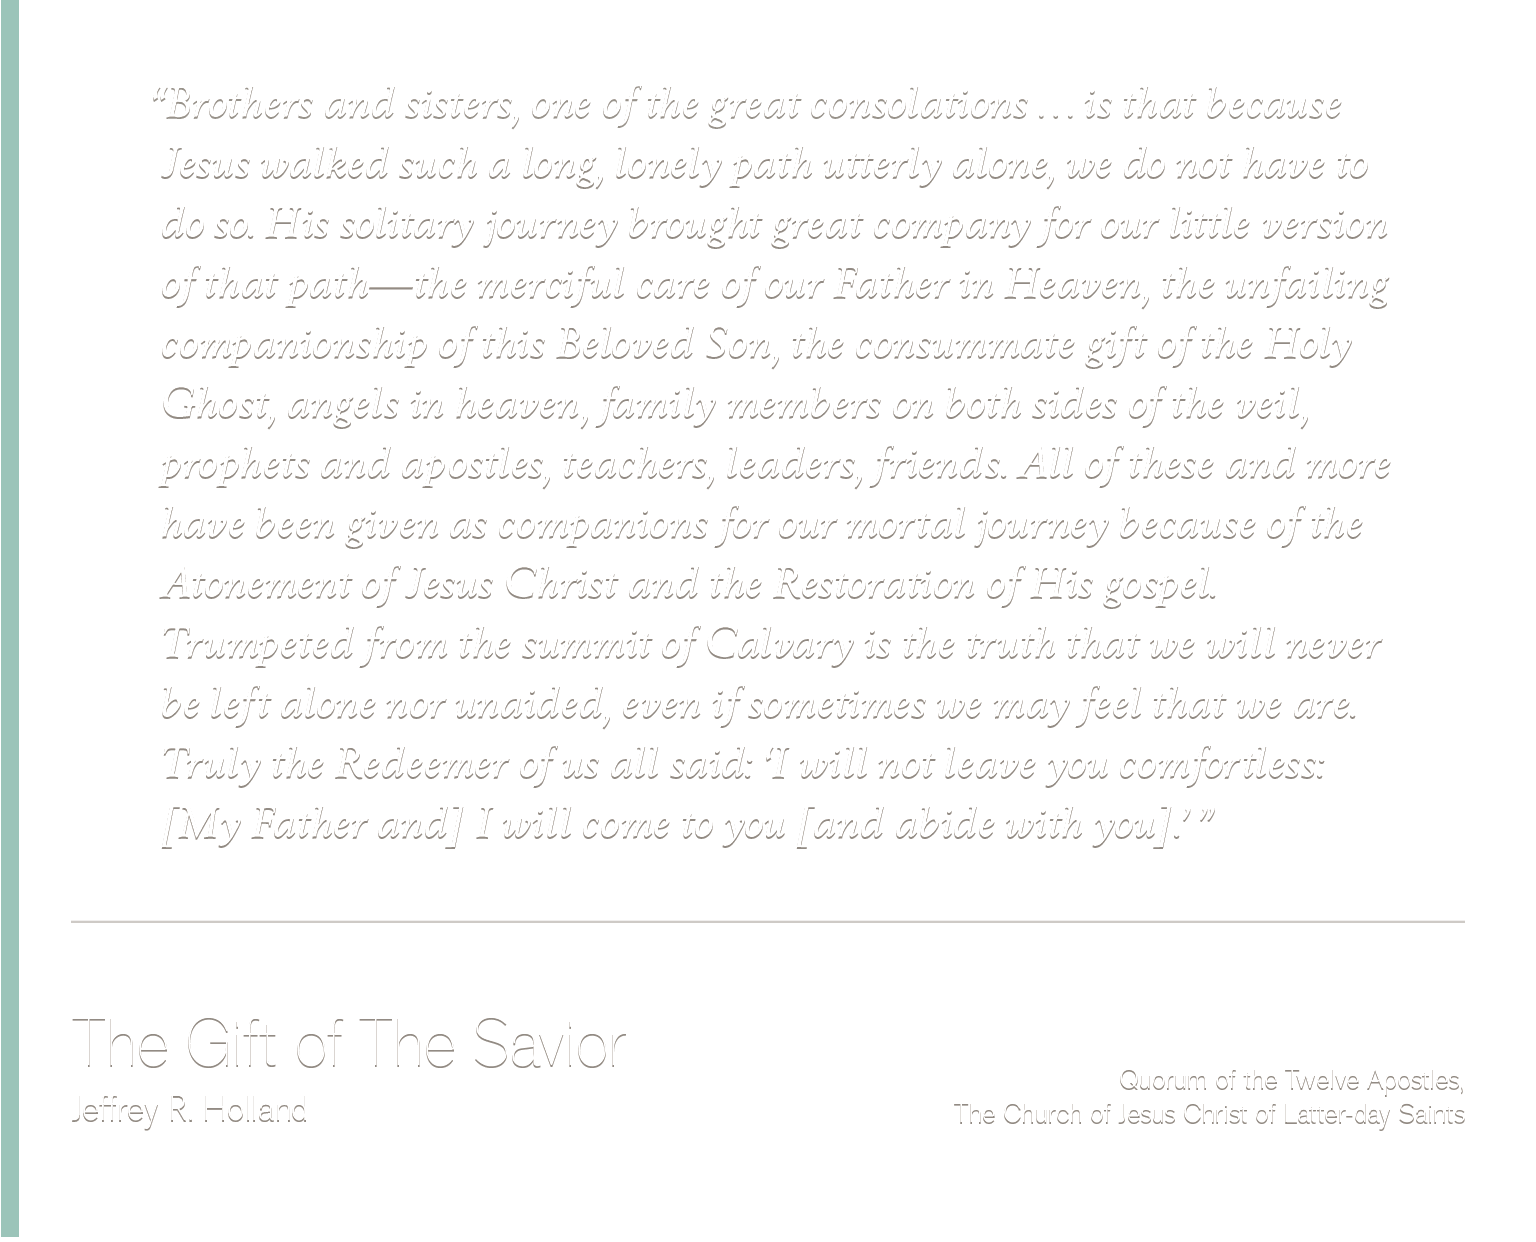 “Brothers and sisters, one of the great consolations … is that because
Jesus walked such a long, lonely path utterly alone, we do not have to
do so. His solitary journey brought great company for our little version
of that path—the merciful care of our Father in Heaven, the unfailing
companionship of this Beloved Son, the consummate gift of the Holy
Ghost, angels in heaven, family members on both sides of the veil,
prophets and apostles, teachers, leaders, friends. All of these and more
have been given as companions for our mortal journey because of the
Atonement of Jesus Christ and the Restoration of His gospel.
Trumpeted from the summit of Calvary is the truth that we will never
be left alone nor unaided, even if sometimes we may feel that we are.
Truly the Redeemer of us all said: ‘I will not leave you comfortless:
[My Father and] I will come to you [and abide with you].’ ”
The Gift of The Savior
Jeffrey R. Holland
Quorum of the Twelve Apostles,
The Church of Jesus Christ of Latter-day Saints